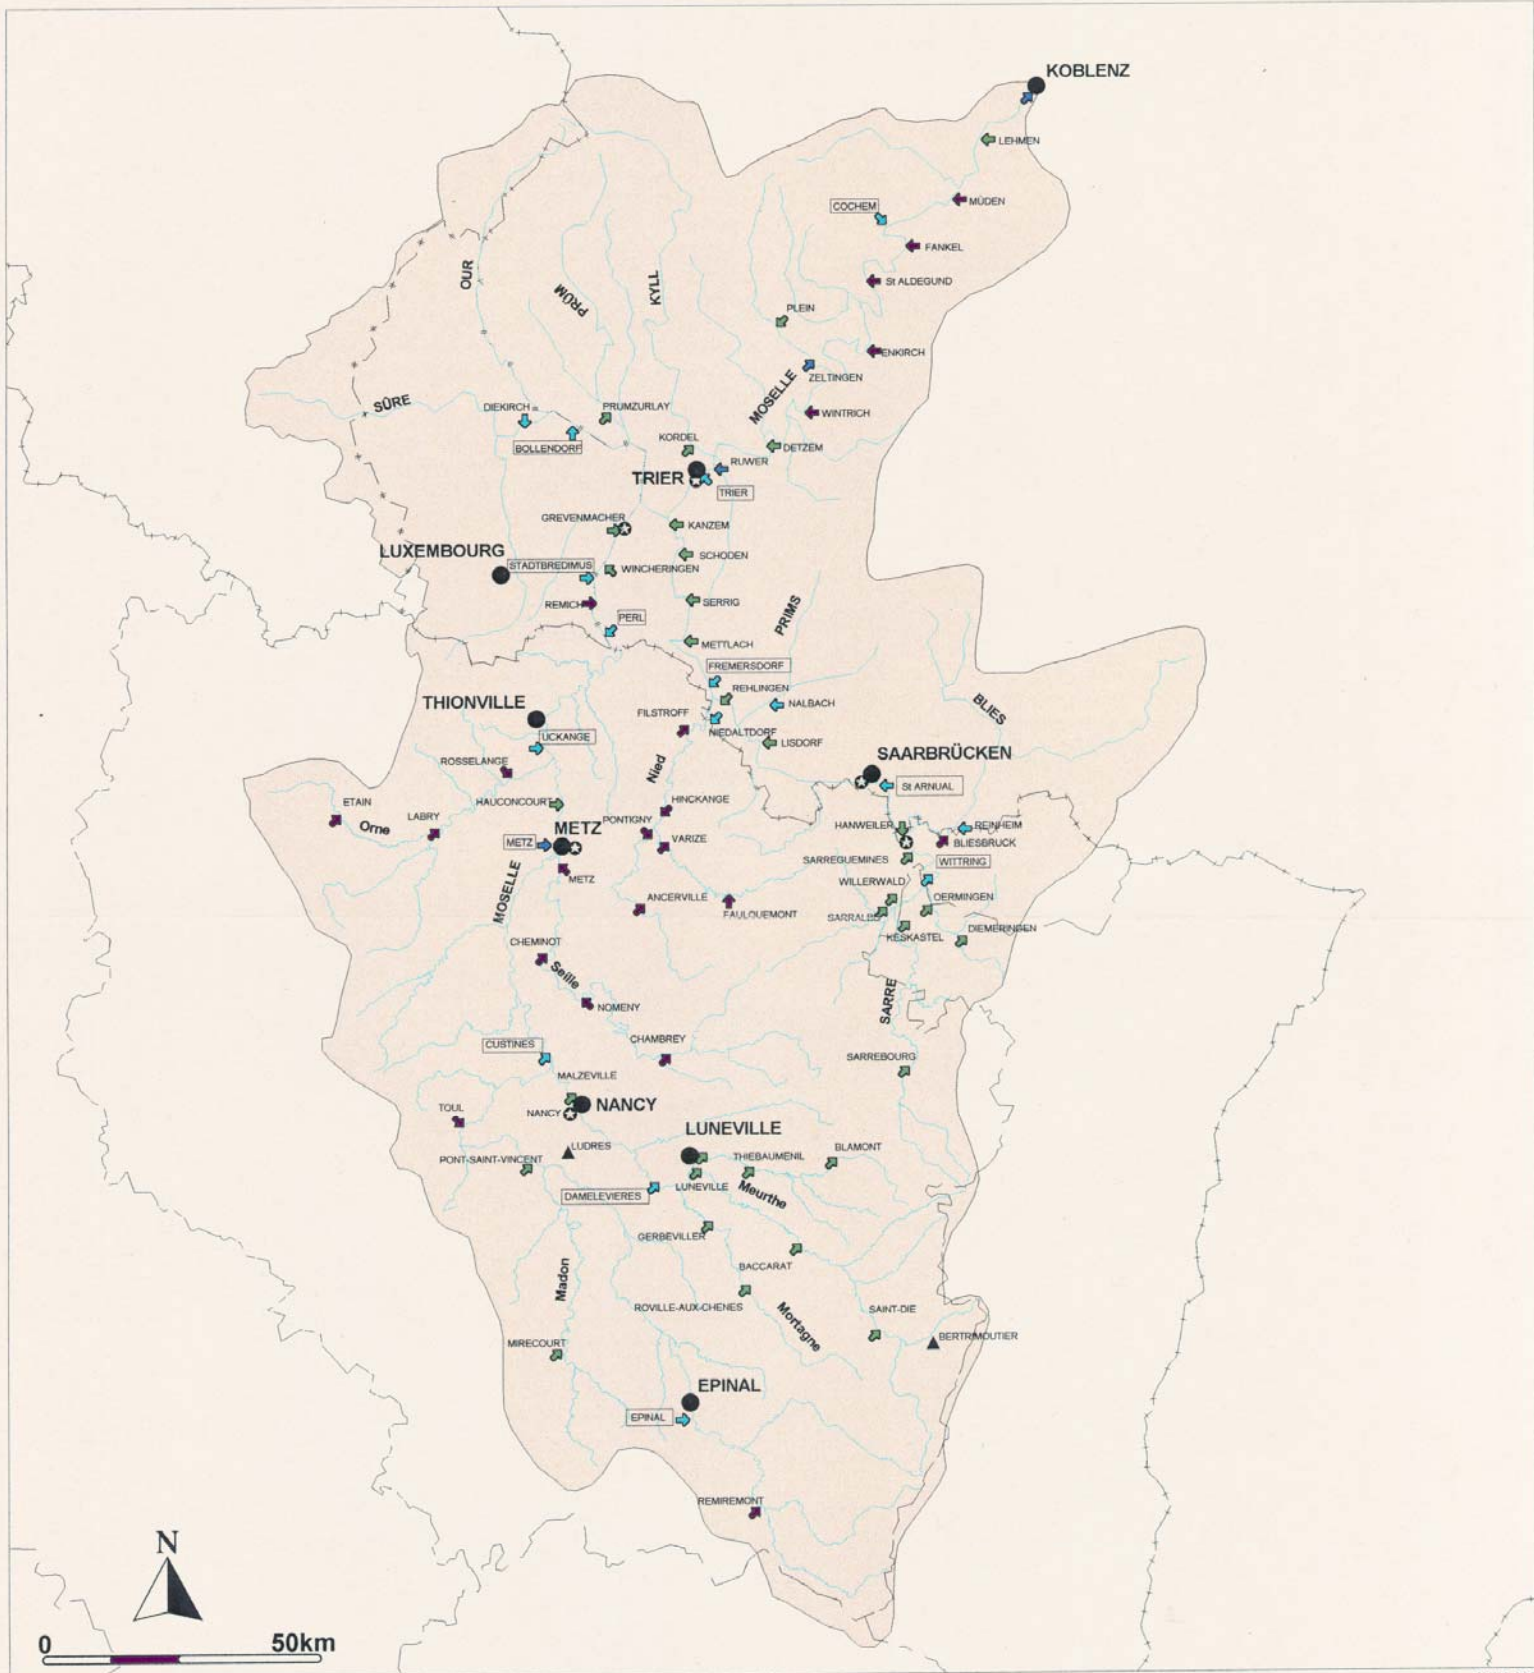 KOBLENZ
LEHMEN
COCHEM
MÜDEN
FANKEL
OUR
PRÜM
KYLL
St ALDEGUND
PLEIN
ENKIRCH
ZELTINGEN
MOSELLE
SÛRE
DIEKIRCH
PRUMZURLAY
WINTRICH
BOLLENDORF
KORDEL
DETZEM
RUWER
TRIER
TRIER
GREVENMACHER
KANZEM
LUXEMBOURG
STADTBREDIMUS
SCHODEN
WINCHERINGEN
REMICH
SERRIG
PERL
PRIMS
METTLACH
FREMERSDORF
REHLINGEN
THIONVILLE
NALBACH
BLIES
FILSTROFF
NIEDALTDORF
UCKANGE
LISDORF
ROSSELANGE
SAARBRÜCKEN
Nied
St ARNUAL
ETAIN
HAUCONCOURT
HINCKANGE
LABRY
Orne
PONTIGNY
METZ
HANWEILER
REINHEIM
METZ
VARIZE
BLIESBRUCK
SARREGUEMINES
WITTRING
METZ
MOSELLE
WILLERWALD
ANCERVILLE
OERMINGEN
FAULQUEMONT
SARRALBE
DIEMERINGEN
KESKASTEL
CHEMINOT
Seille
NOMENY
SARRE
CHAMBREY
CUSTINES
SARREBOURG
MALZEVILLE
NANCY
TOUL
NANCY
LUNEVILLE
LUDRES
BLAMONT
PONT-SAINT-VINCENT
THIEBAUMENIL
LUNEVILLE
DAMELEVIERES
Meurthe
GERBEVILLER
BACCARAT
Madon
ROVILLE-AUX-CHENES
Mortagne
SAINT-DIE
BERTRIMOUTIER
MIRECOURT
EPINAL
EPINAL
REMIREMONT
N
0
50km